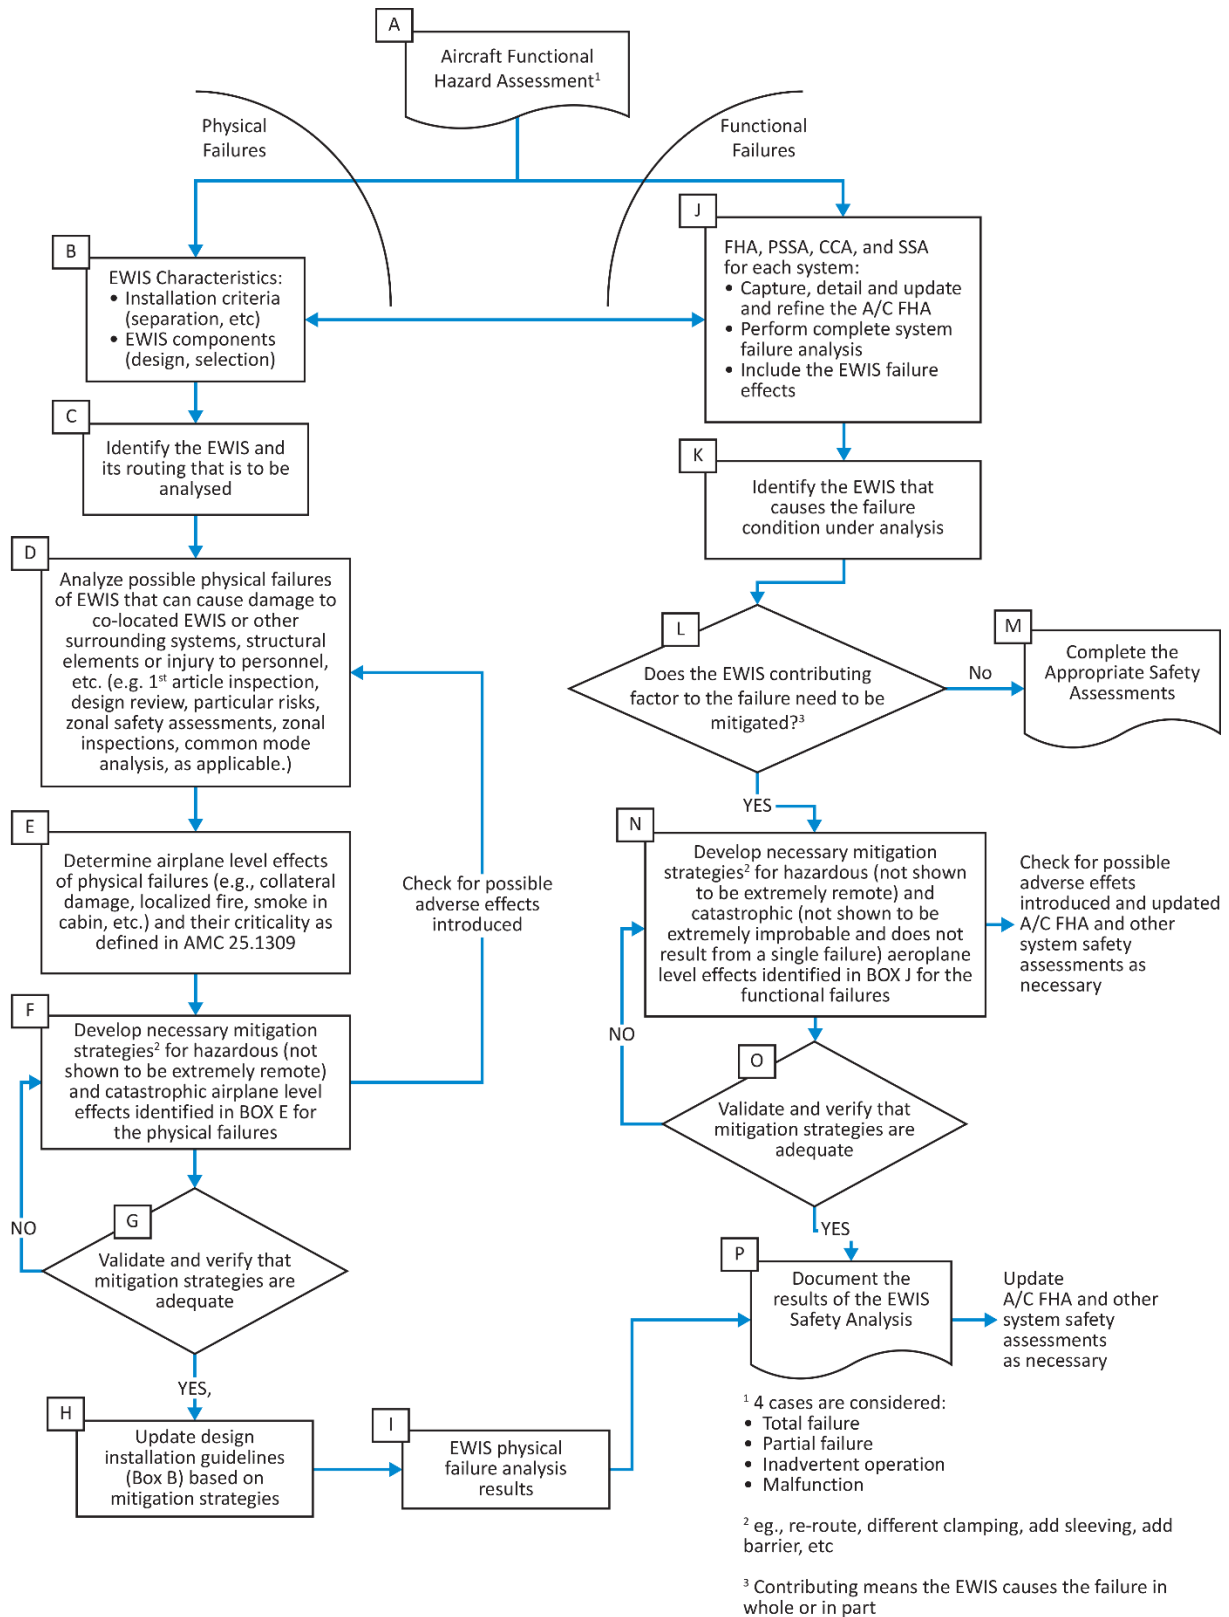 A
Aircraft Functional
Hazard Assessment¹
Physical
Failures
Functional
Failures
B
EWIS Characteristics:
• Installation criteria
(separation, etc)
• EWIS components
(design, selection)
J
FHA, PSSA, CCA, and SSA
for each system:
• Capture, detail and update
and refine the A/C FHA
• Perform complete system
failure analysis
• Include the EWIS failure
effects
C
Identify the EWIS and
its routing that is to be
analysed
K
Identify the EWIS that
causes the failure
condition under analysis
D
Analyze possible physical failures
of EWIS that can cause damage to
co-located EWIS or other
surrounding systems, structural
elements or injury to personnel,
etc. (e.g. 1st article inspection,
design review, particular risks,
zonal safety assessments, zonal
inspections, common mode
analysis, as applicable.)
L
Does the EWIS contributing
factor to the failure need to be
mitigated?³
No
M
Complete the
Appropriate Safety
Assessments
YES
E
Determine airplane level effects
of physical failures (e.g., collateral
damage, localized fire, smoke in
cabin, etc.) and their criticality as
defined in AMC 25.1309
Check for possible
adverse effects
introduced
N
Develop necessary mitigation
strategies² for hazardous (not
shown to be extremely remote) and
catastrophic (not shown to be
extremely improbable and does not
result from a single failure) aeroplane
level effects identified in BOX J for the
functional failures
Check for possible
adverse effets
introduced and updated
A/C FHA and other
system safety
assessments as
necessary
F
Develop necessary mitigation
strategies² for hazardous (not
shown to be extremely remote)
and catastrophic airplane level
effects identified in BOX E for
the physical failures
NO
O
Validate and verify that
mitigation strategies are
adequate
NO
G
Validate and verify that
mitigation strategies are
adequate
YES
P
Document the
results of the EWIS
Safety Analysis
Update
A/C FHA and other
system safety
assessments
as necessary
YES,
H
Update design
installation guidelines
(Box B) based on
mitigation strategies
I
EWIS physical
failure analysis
results
¹ 4 cases are considered:
• Total failure
• Partial failure
• Inadvertent operation
• Malfunction
² eg., re-route, different clamping, add sleeving, add
barrier, etc
³ Contributing means the EWIS causes the failure in
whole or in part